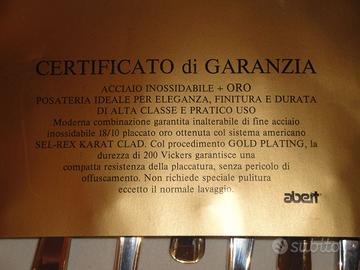 CERTIFICATO di GARANZIA
ACCIAIO INOSSIDABILE + ORO
POSATERIA IDEALE PER ELEGANZA, FINITURA E DURATA
DI ALTA CLASSE E PRATICO USO
Moderna combinazione garantita inalterabile di fine acciaio
inossidabile 18/10 placcato oro ottenuta col sistema americano
SEL-REX KARAT CLAD. Col procedimento GOLD PLATING, la
durezza di 200 Vickers garantisce una
compatta resistenza della placcatura, senza pericolo di
offuscamento. Non richiede speciale pulitura
eccetto il normale lavaggio.
abert
subito